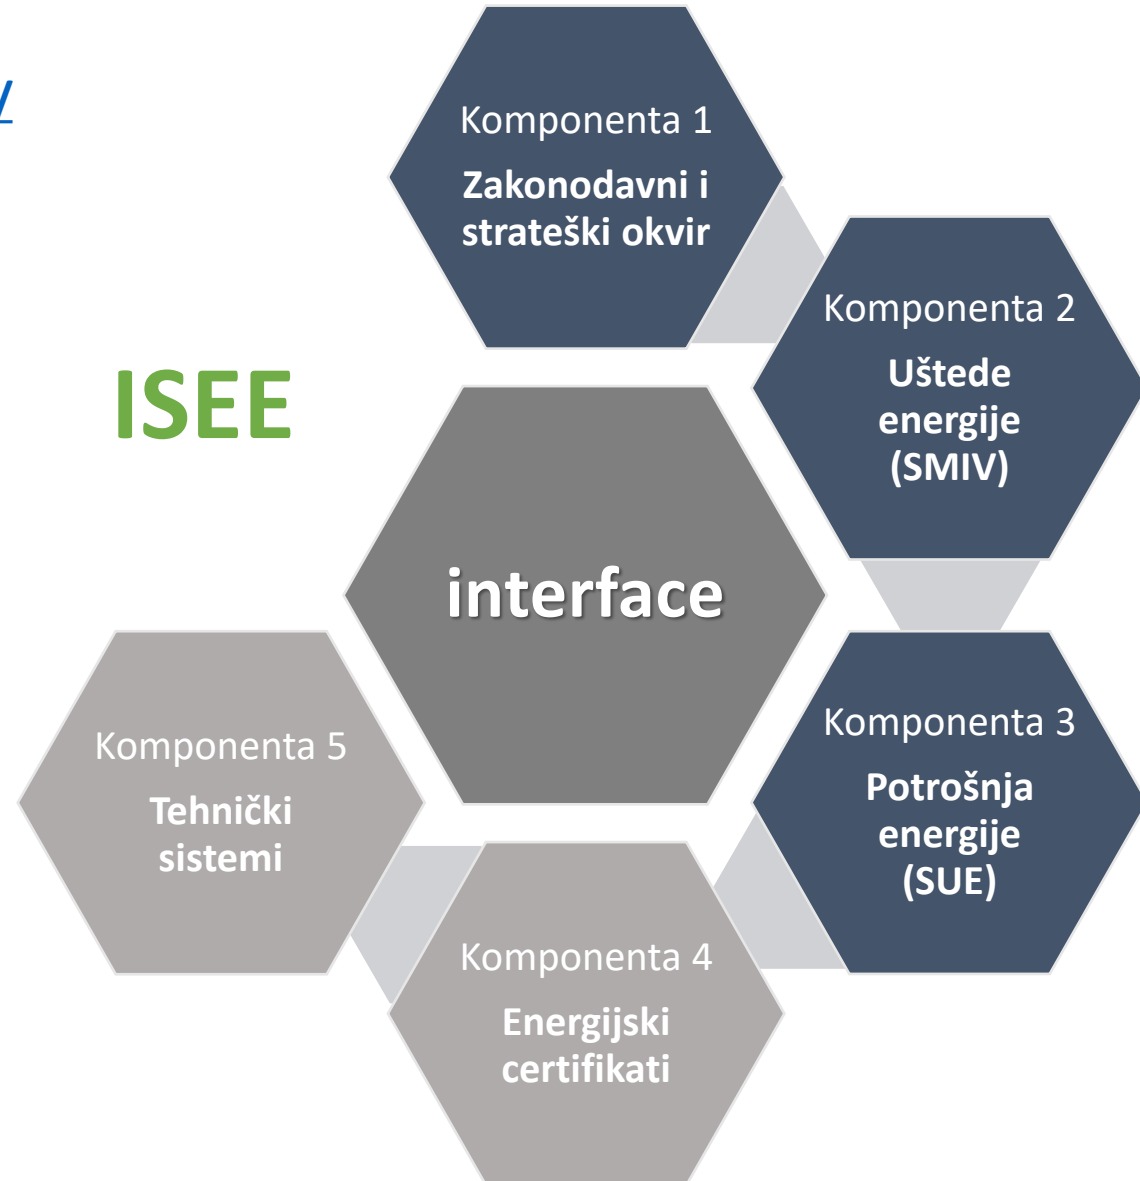 Komponenta 1
Zakonodavni i
strateški okvir
Komponenta 2
Uštede
energije
(SMIV)
ISEE
interface
Komponenta 3
Potrošnja
energije
(SUE)
Komponenta 5
Tehnički
sistemi
Komponenta 4
Energijski
certifikati